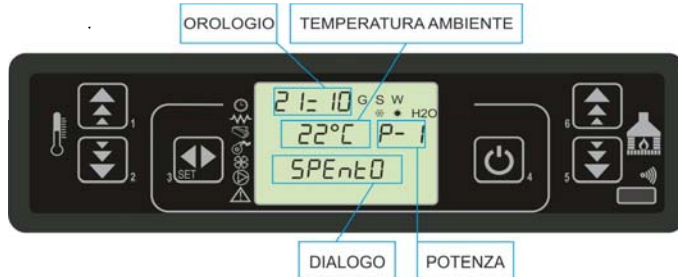 OROLOGIO TEMPERATURA AMBIENTE
21:10 G S W
H2O
22°C P-1
SPEntO
1
2
3 SET
4
5
6
DIALOGO POTENZA